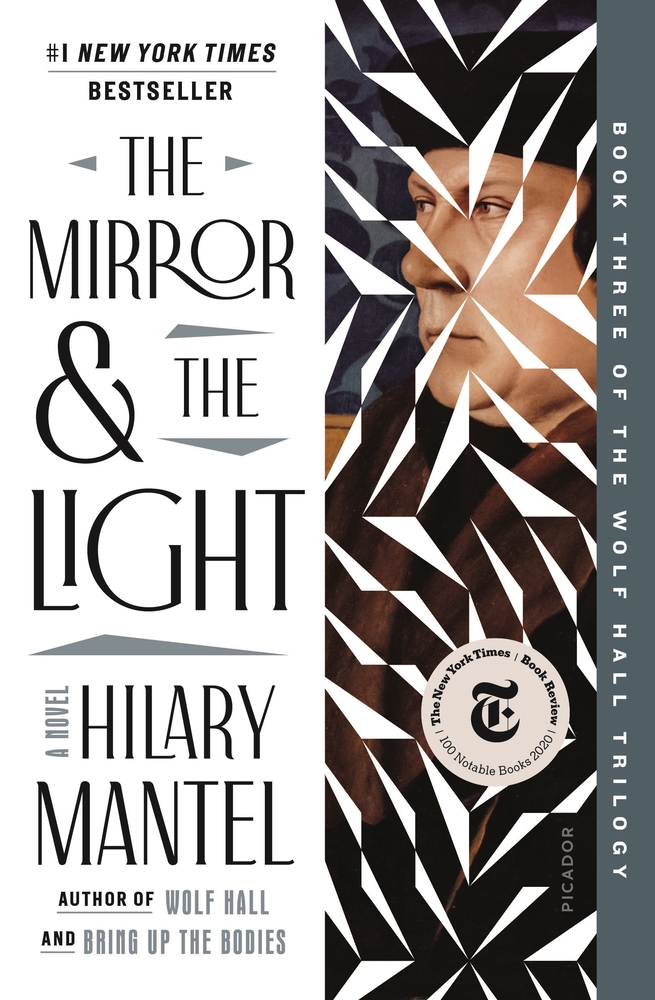 #1 NEW YORK TIMES
BESTSELLER
THE
MIRROR
& THE
LIGHT
A NOVEL
HILARY
MANTEL
AUTHOR OF WOLF HALL
AND BRING UP THE BODIES
The New York Times | Book Review
| 100 Notable Books 2020 |
PICADOR
BOOK THREE OF THE WOLF HALL TRILOGY